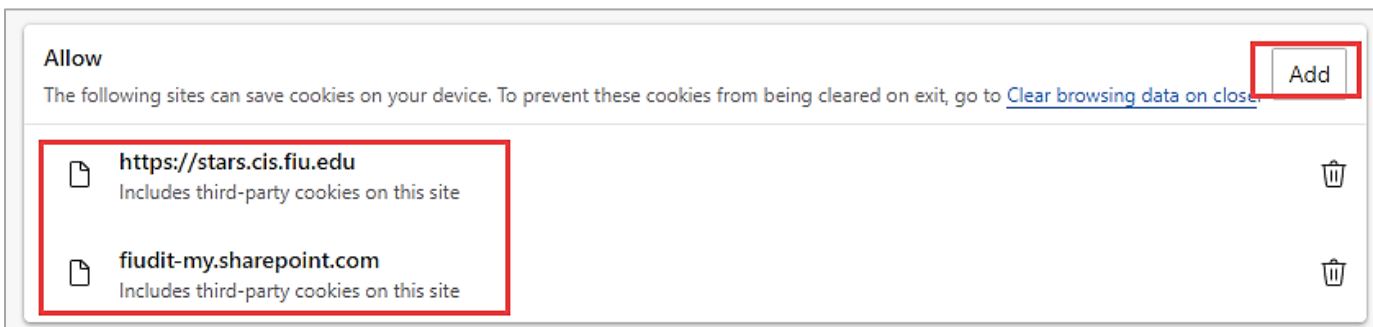 Allow
Add
The following sites can save cookies on your device. To prevent these cookies from being cleared on exit, go to Clear browsing data on close.
https://stars.cis.fiu.edu
Includes third-party cookies on this site
fiudit-my.sharepoint.com
Includes third-party cookies on this site